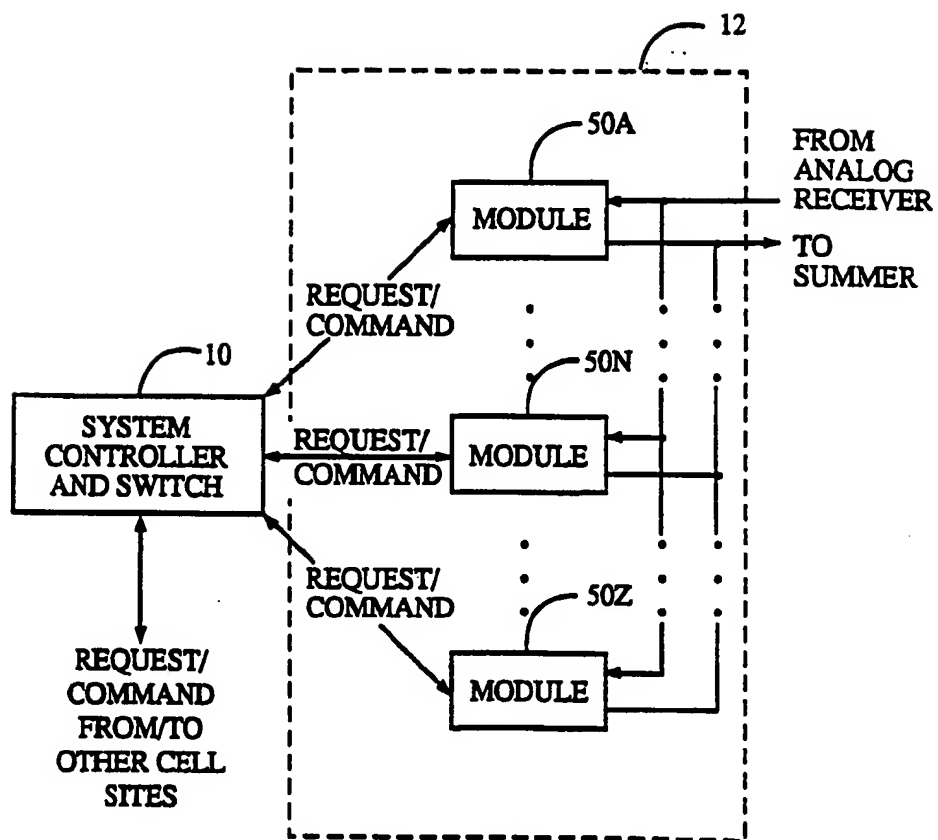 12
50A
FROM
ANALOG
RECEIVER
MODULE
TO
SUMMER
REQUEST/
COMMAND
10
50N
SYSTEM
CONTROLLER
AND SWITCH
REQUEST/
COMMAND
MODULE
REQUEST/
COMMAND
50Z
MODULE
REQUEST/
COMMAND
FROM/TO
OTHER CELL
SITES